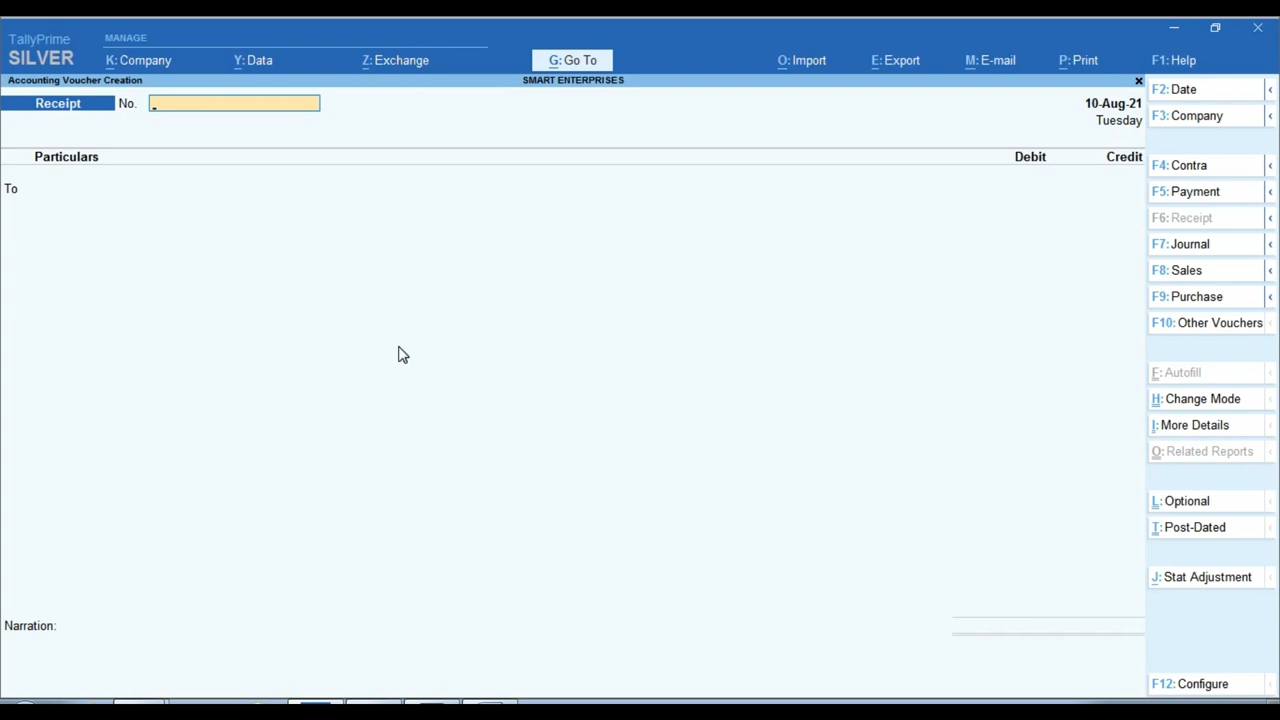 TallyPrime
SILVER
MANAGE
K: Company
Y: Data
Z: Exchange
G: Go To
O: Import
E: Export
M: E-mail
P: Print
F1: Help
Accounting Voucher Creation
SMART ENTERPRISES
Receipt No.
10-Aug-21
Tuesday
Particulars Debit Credit
To
Narration:
F2: Date
F3: Company
F4: Contra
F5: Payment
F6: Receipt
F7: Journal
F8: Sales
F9: Purchase
F10: Other Vouchers
F: Autofill
H: Change Mode
I: More Details
O: Related Reports
L: Optional
T: Post-Dated
J: Stat Adjustment
F12: Configure